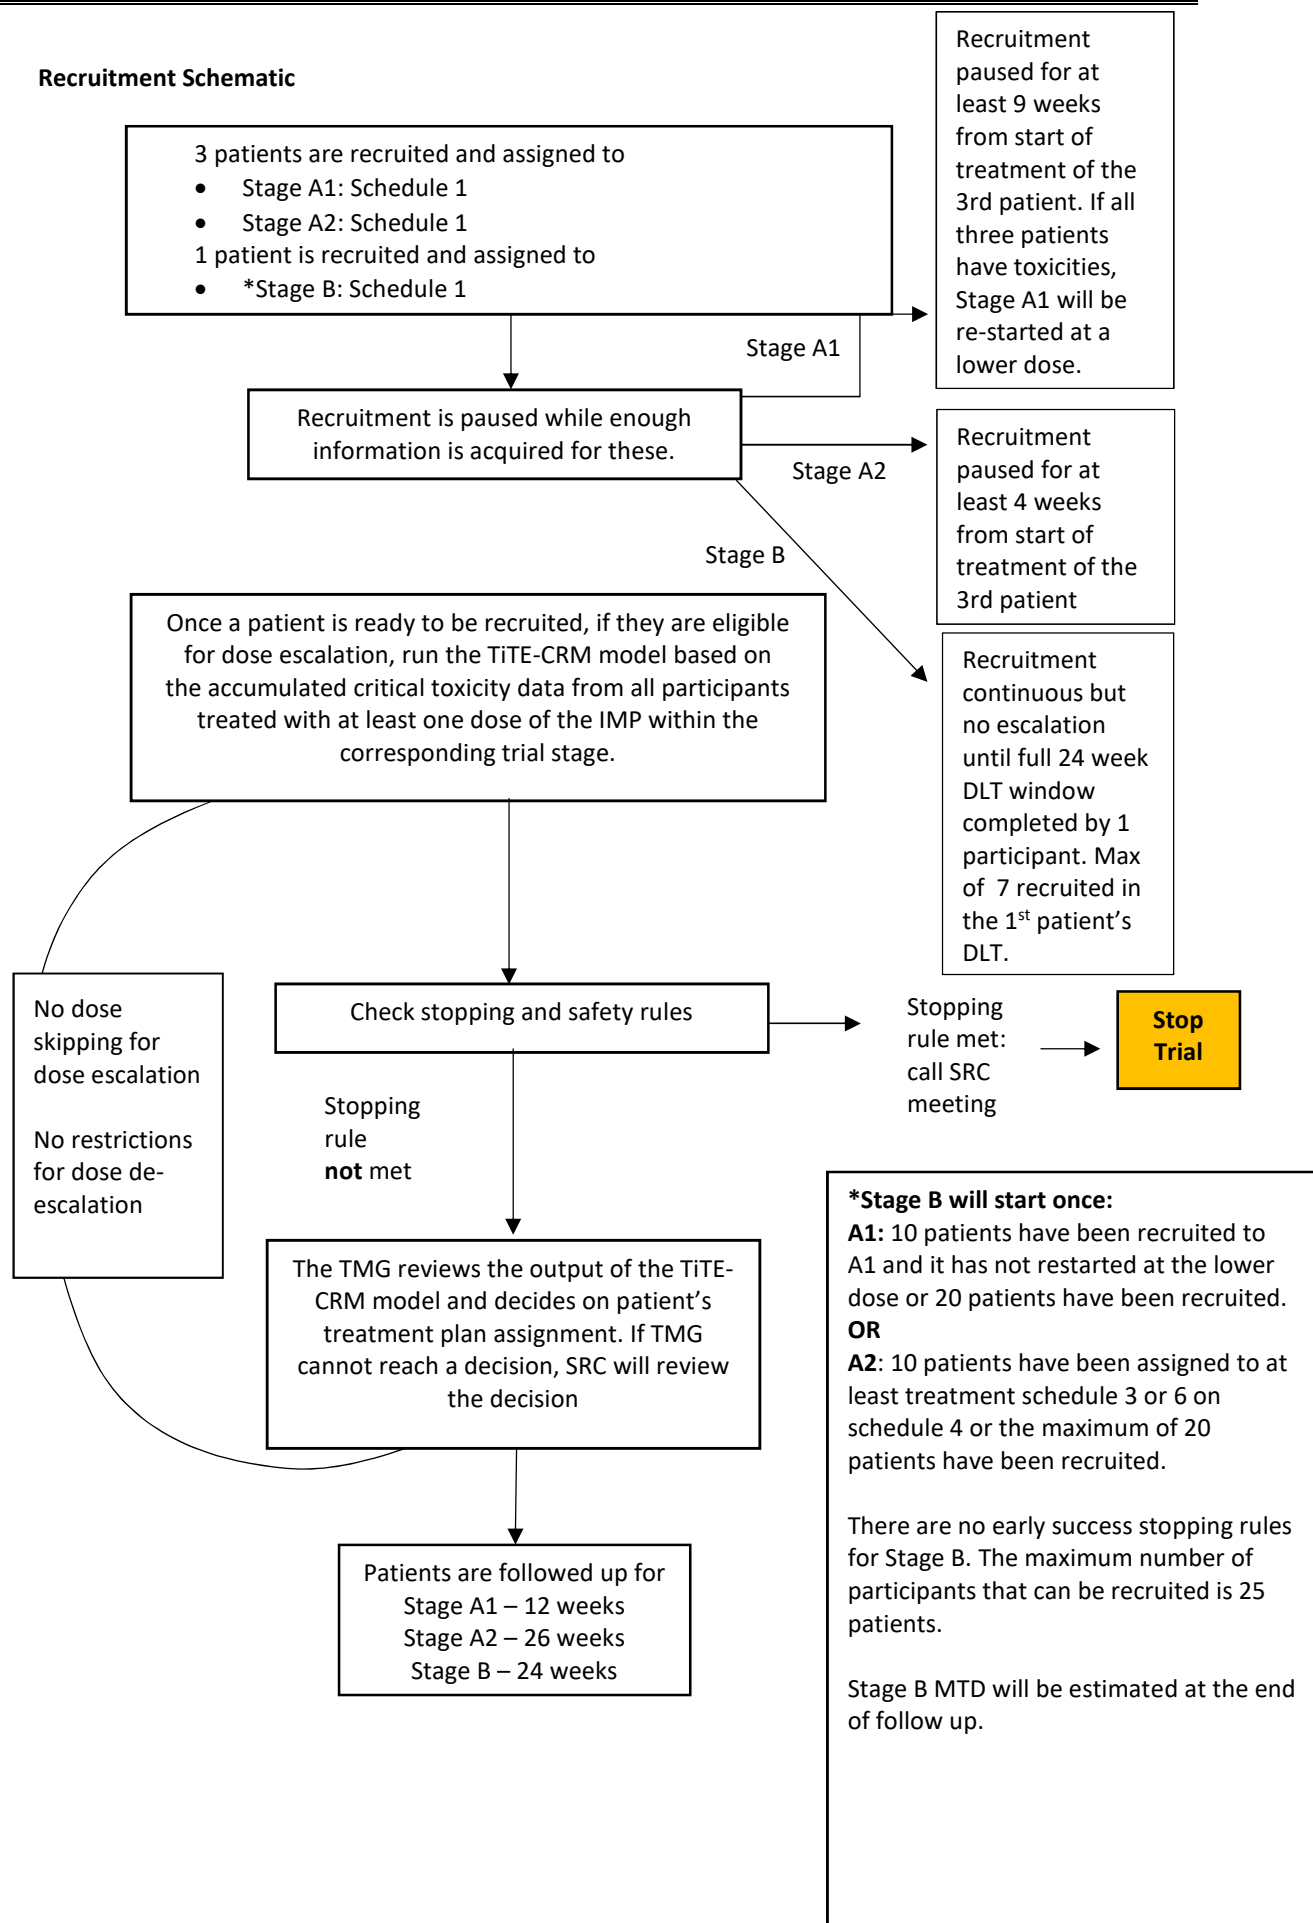 Recruitment Schematic
3 patients are recruited and assigned to
• Stage A1: Schedule 1
• Stage A2: Schedule 1
1 patient is recruited and assigned to
• *Stage B: Schedule 1
Recruitment
paused for at
least 9 weeks
from start of
treatment of the
3rd patient. If all
three patients
have toxicities,
Stage A1 will be
re-started at a
lower dose.
Stage A1
Recruitment is paused while enough
information is acquired for these.
Stage A2
Recruitment
paused for at
least 4 weeks
from start of
treatment of the
3rd patient
Stage B
Once a patient is ready to be recruited, if they are eligible
for dose escalation, run the TiTE-CRM model based on
the accumulated critical toxicity data from all participants
treated with at least one dose of the IMP within the
corresponding trial stage.
Recruitment
continuous but
no escalation
until full 24 week
DLT window
completed by 1
participant. Max
of 7 recruited in
the 1st patient's
DLT.
No dose
skipping for
dose escalation
No restrictions
for dose de-
escalation
Check stopping and safety rules
Stopping
rule met:
call SRC
meeting
Stop
Trial
Stopping
rule
not met
The TMG reviews the output of the TiTE-
CRM model and decides on patient's
treatment plan assignment. If TMG
cannot reach a decision, SRC will review
the decision
Patients are followed up for
Stage A1 – 12 weeks
Stage A2 – 26 weeks
Stage B – 24 weeks
*Stage B will start once:
A1: 10 patients have been recruited to
A1 and it has not restarted at the lower
dose or 20 patients have been recruited.
OR
A2: 10 patients have been assigned to at
least treatment schedule 3 or 6 on
schedule 4 or the maximum of 20
patients have been recruited.
There are no early success stopping rules
for Stage B. The maximum number of
participants that can be recruited is 25
patients.
Stage B MTD will be estimated at the end
of follow up.